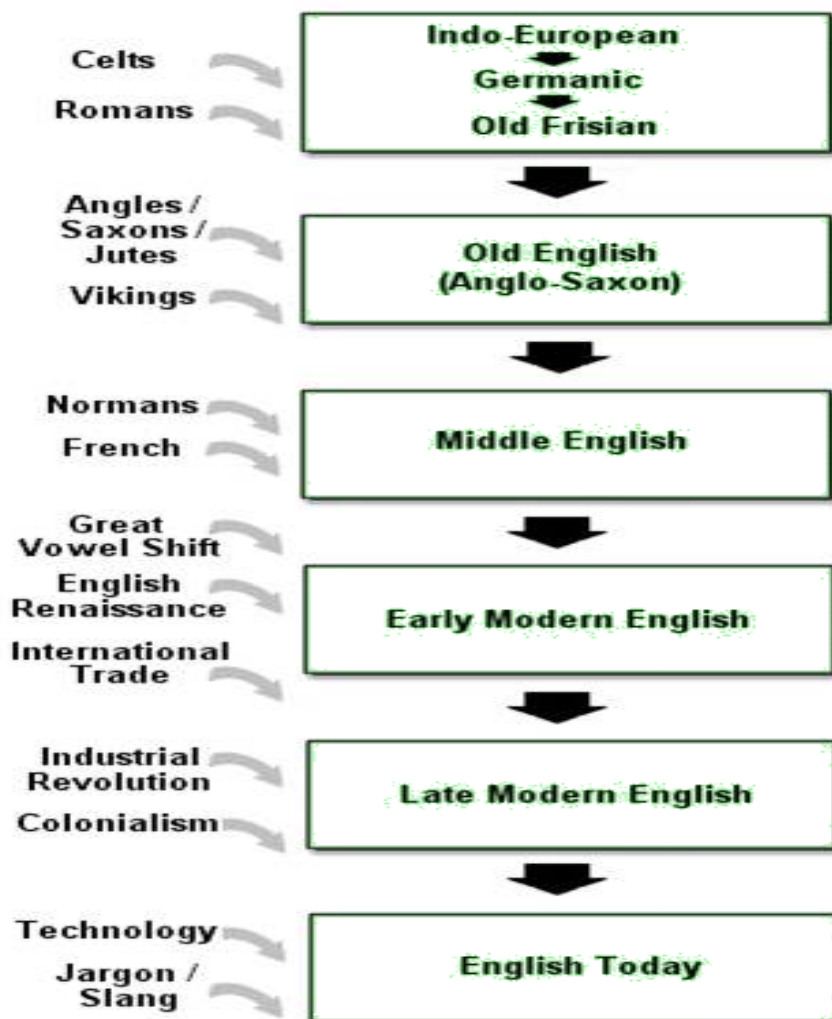 Indo-European
Celts
Germanic
Romans
Old Frisian
Angles /
Saxons /
Jutes
Vikings
Old English
(Anglo-Saxon)
Normans
French
Middle English
Great
Vowel Shift
English
Renaissance
International
Trade
Early Modern English
Industrial
Revolution
Colonialism
Late Modern English
Technology
Jargon /
Slang
English Today